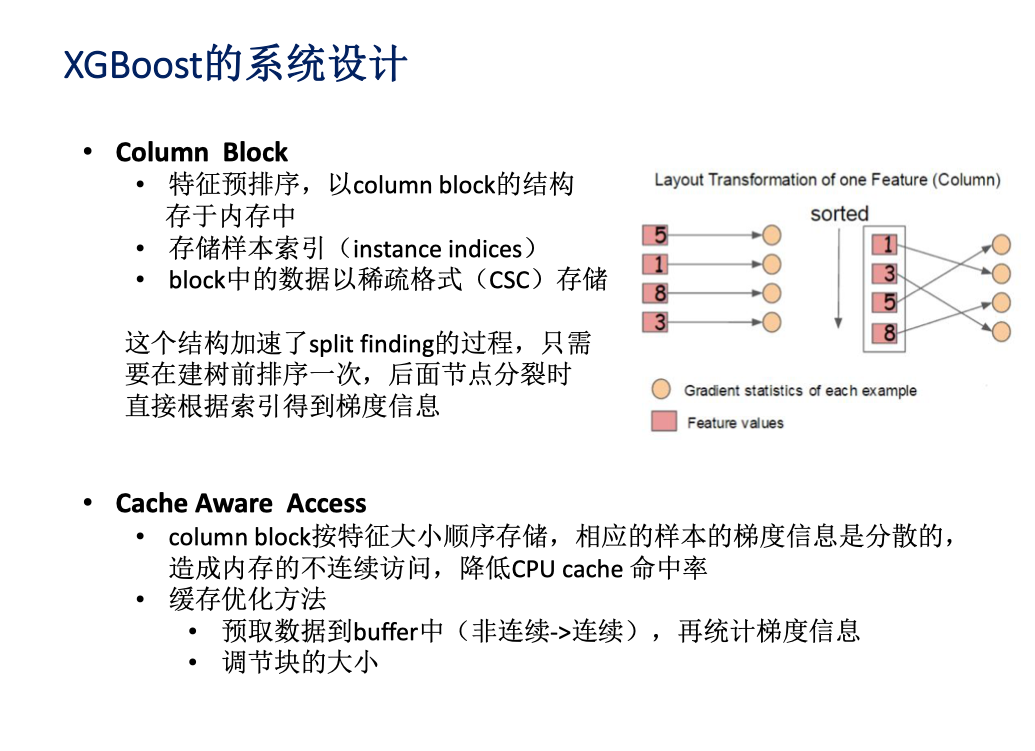 XGBoost的系统设计
• Column Block
• 特征预排序，以column block的结构
存于内存中
• 存储样本索引（instance indices）
• block中的数据以稀疏格式（CSC）存储
这个结构加速了split finding的过程，只需
要在建树前排序一次，后面节点分裂时
直接根据索引得到梯度信息
Layout Transformation of one Feature (Column)
sorted
5
1
8
3
1
3
5
8
Gradient statistics of each example
Feature values
• Cache Aware Access
• column block按特征大小顺序存储，相应的样本的梯度信息是分散的，
造成内存的不连续访问，降低CPU cache 命中率
• 缓存优化方法
• 预取数据到buffer中（非连续->连续），再统计梯度信息
• 调节块的大小